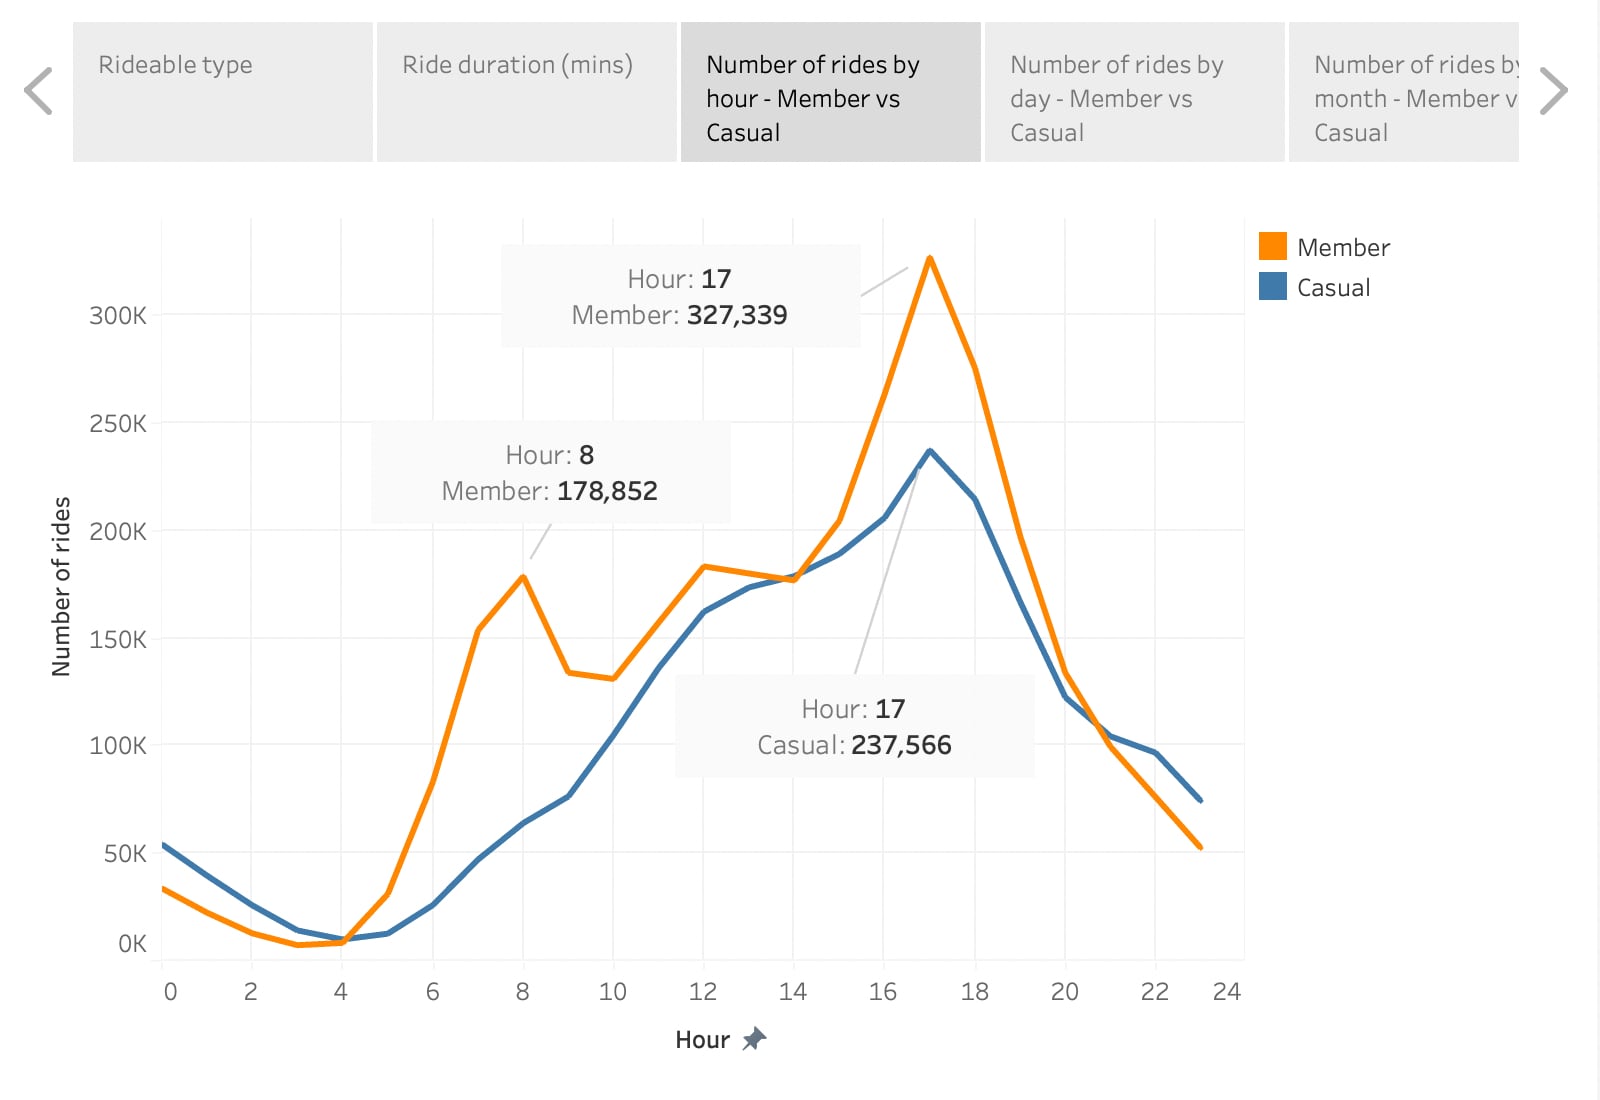 Rideable type
Ride duration (mins)
Number of rides by
hour - Member vs
Casual
Number of rides by
day - Member vs
Casual
Number of rides by
month - Member v
Casual
Member
Casual
Hour: 17
Member: 327,339
Hour: 8
Member: 178,852
Hour: 17
Casual: 237,566
Number of rides
300K
250K
200K
150K
100K
50K
0K
0 2 4 6 8 10 12 14 16 18 20 22 24
Hour